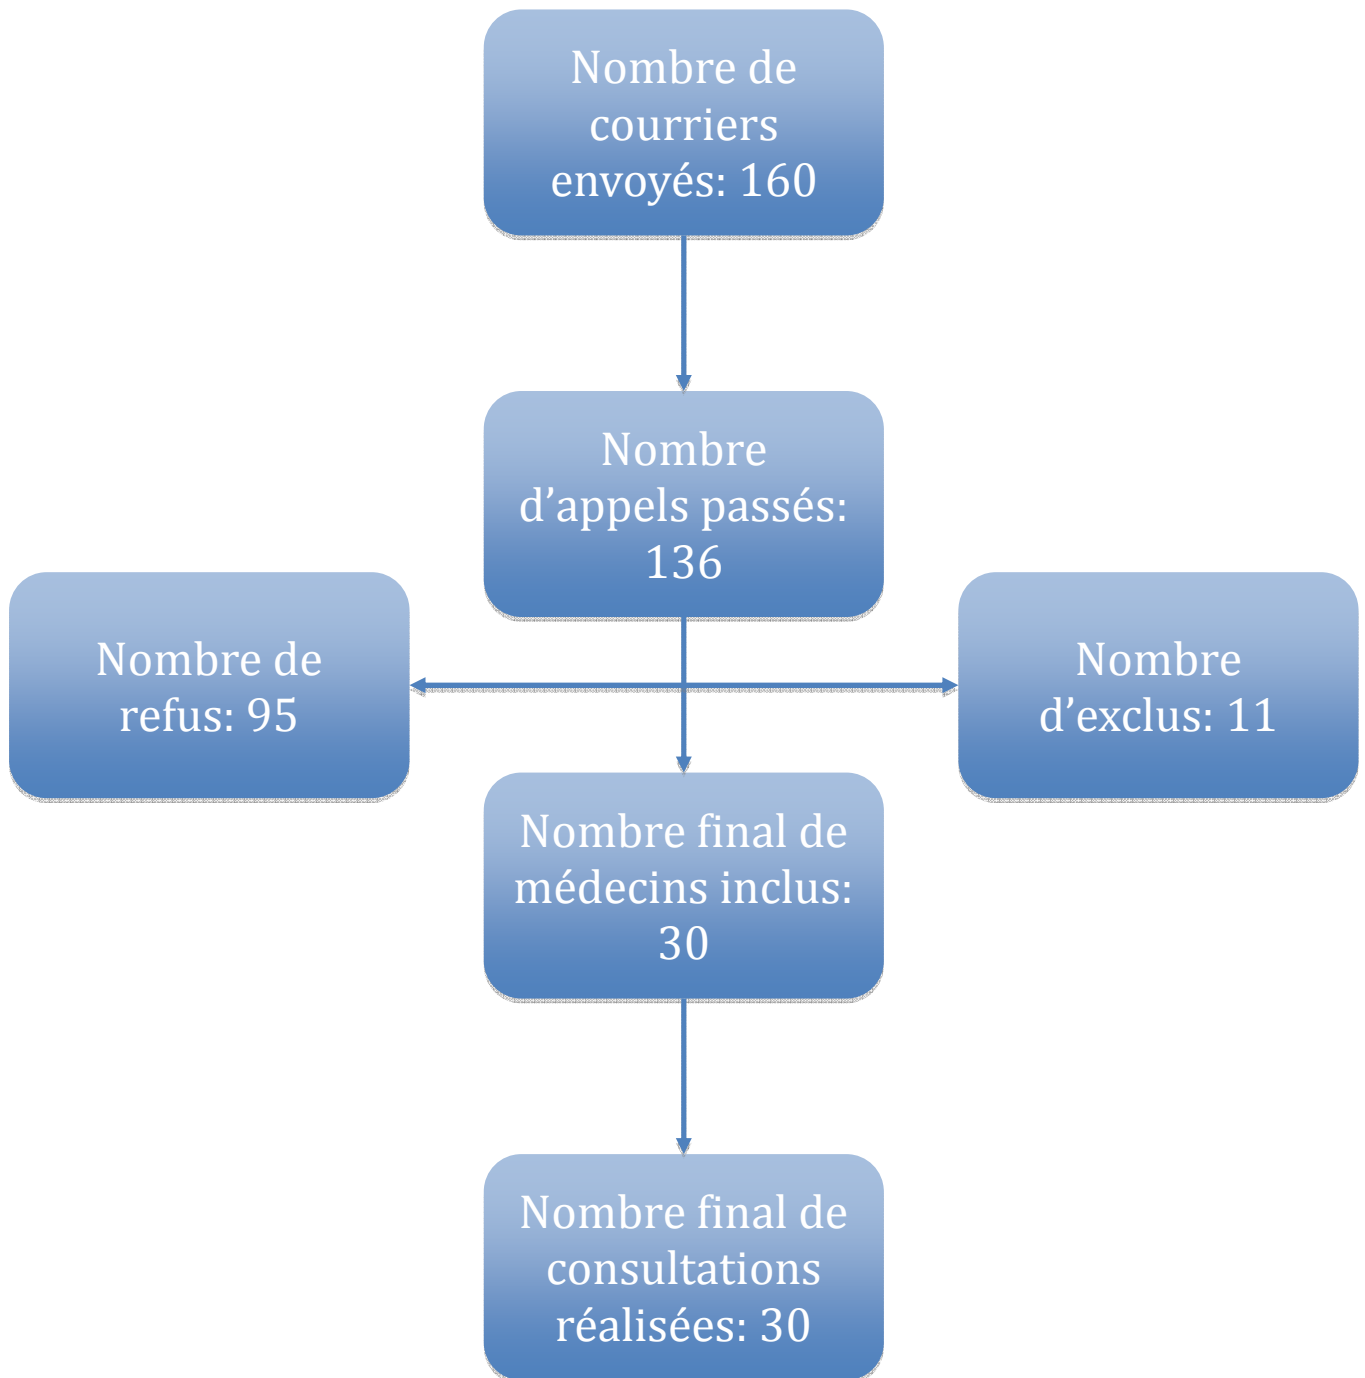 Nombre de
courriers
envoyés: 160
Nombre
d’appels passés:
136
Nombre de
refus: 95
Nombre
d’exclus: 11
Nombre final de
médecins inclus:
30
Nombre final de
consultations
réalisées: 30